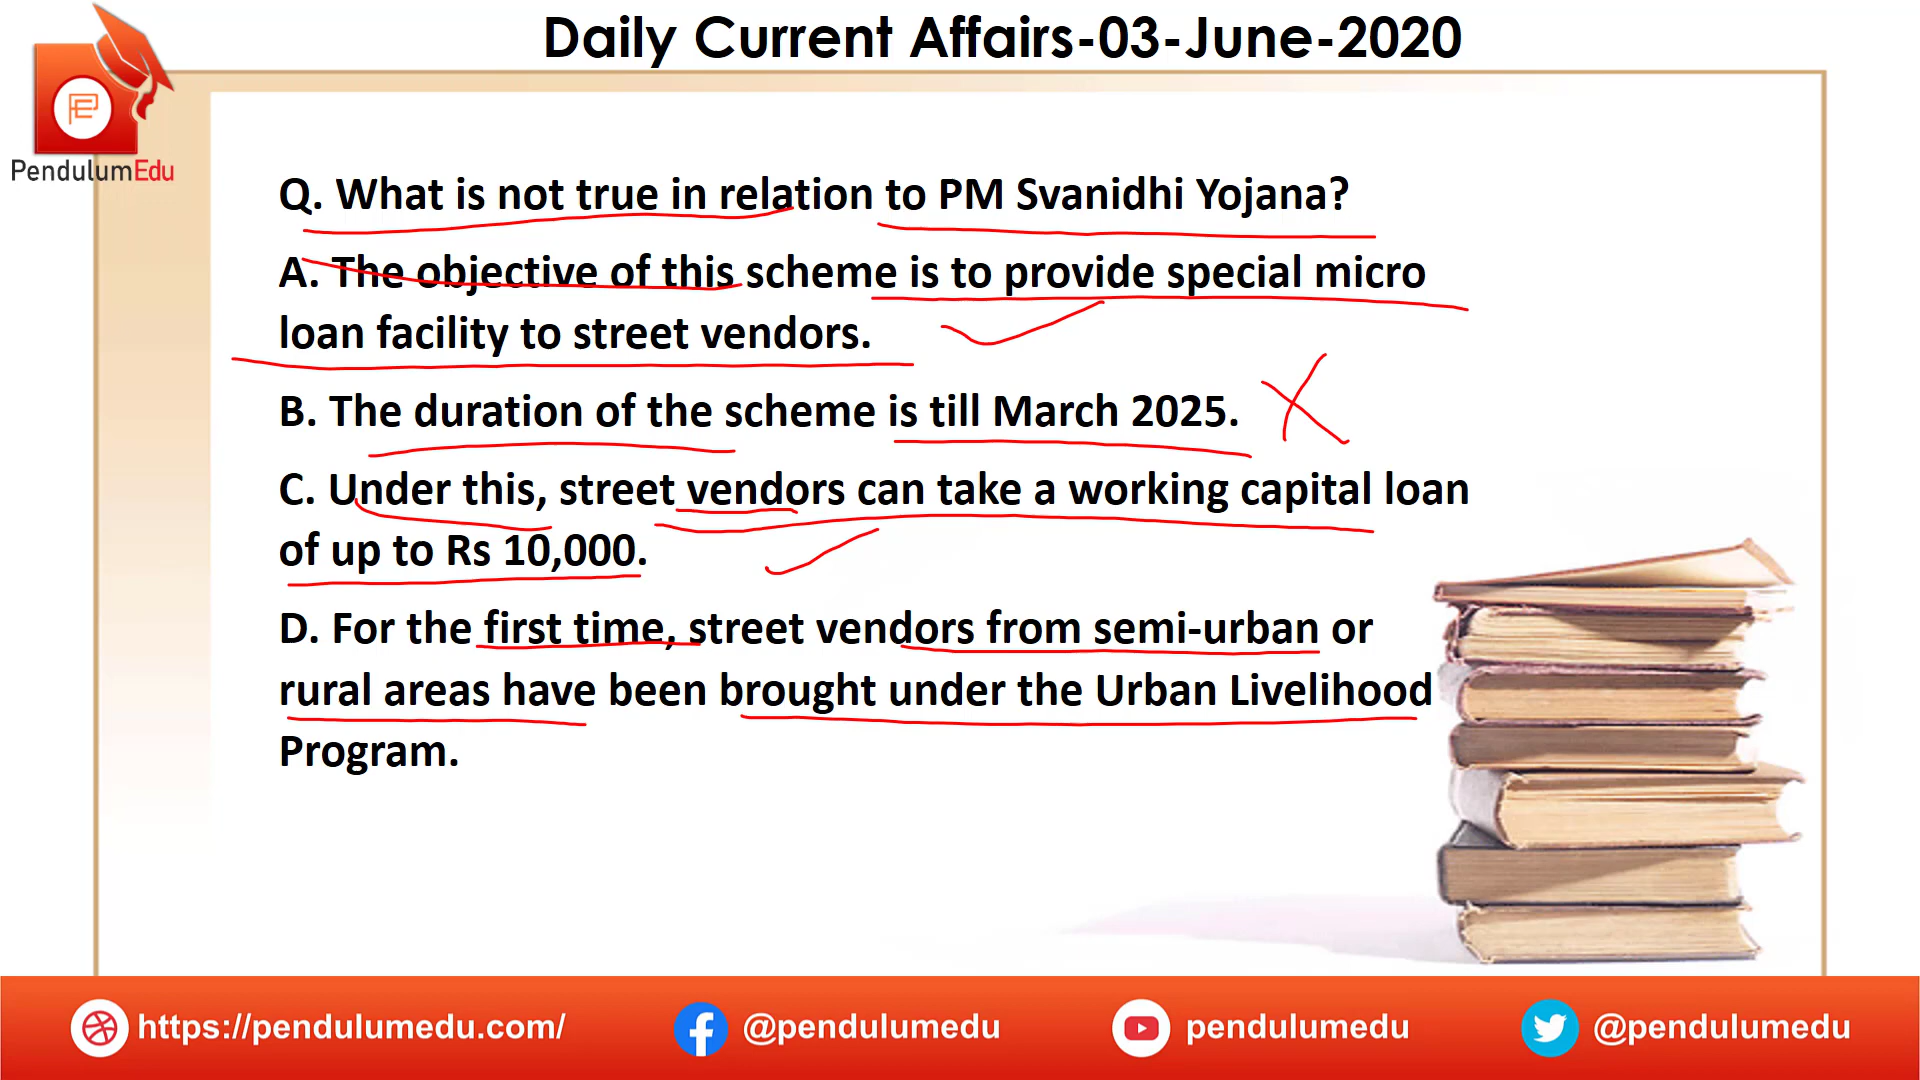 Daily Current Affairs-03-June-2020
PendulumEdu
Q. What is not true in relation to PM Svanidhi Yojana?
A. The objective of this scheme is to provide special micro
loan facility to street vendors.
B. The duration of the scheme is till March 2025.
C. Under this, street vendors can take a working capital loan
of up to Rs 10,000.
D. For the first time, street vendors from semi-urban or
rural areas have been brought under the Urban Livelihood
Program.
https://pendulumedu.com/ @pendulumedu pendulumedu @pendulumedu